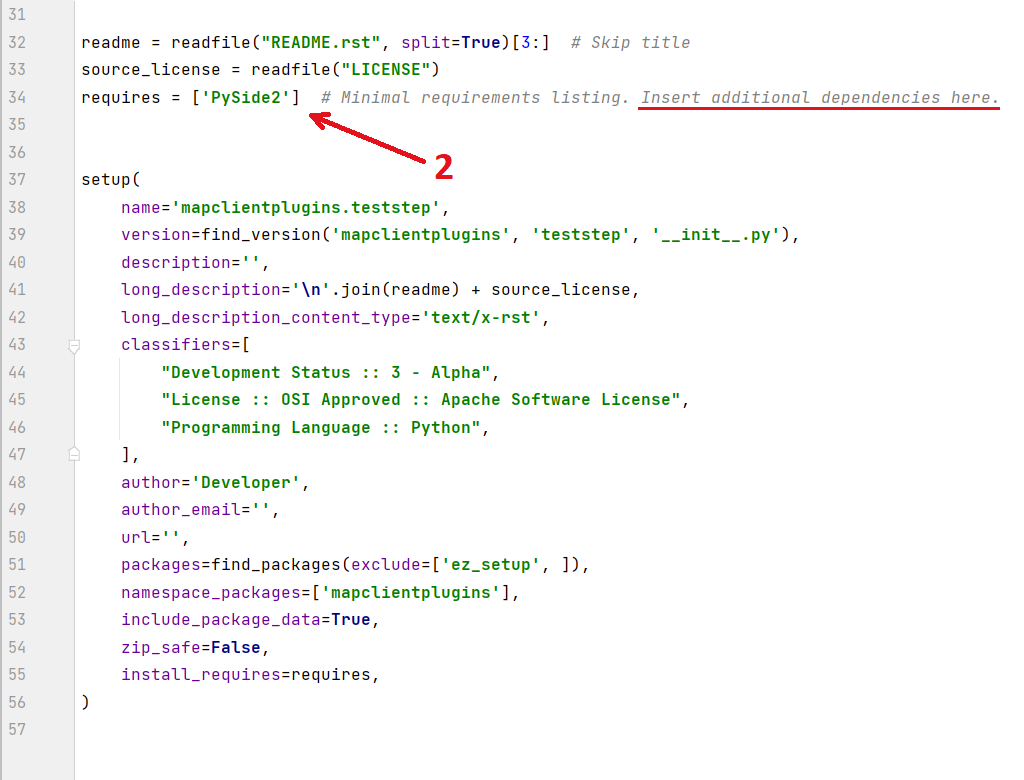 31
32 readme = readfile("README.rst", split=True)[3:]  # Skip title
33 source_license = readfile("LICENSE")
34 requires = ['PySide2']  # Minimal requirements listing. Insert additional dependencies here.
35
36
2
37 setup(
38     name='mapclientplugins.teststep',
39     version=find_version('mapclientplugins', 'teststep', '__init__.py'),
40     description='',
41     long_description='\n'.join(readme) + source_license,
42     long_description_content_type='text/x-rst',
43     classifiers=[
44         "Development Status :: 3 - Alpha",
45         "License :: OSI Approved :: Apache Software License",
46         "Programming Language :: Python",
47     ],
48     author='Developer',
49     author_email='',
50     url='',
51     packages=find_packages(exclude=['ez_setup', ]),
52     namespace_packages=['mapclientplugins'],
53     include_package_data=True,
54     zip_safe=False,
55     install_requires=requires,
56 )
57